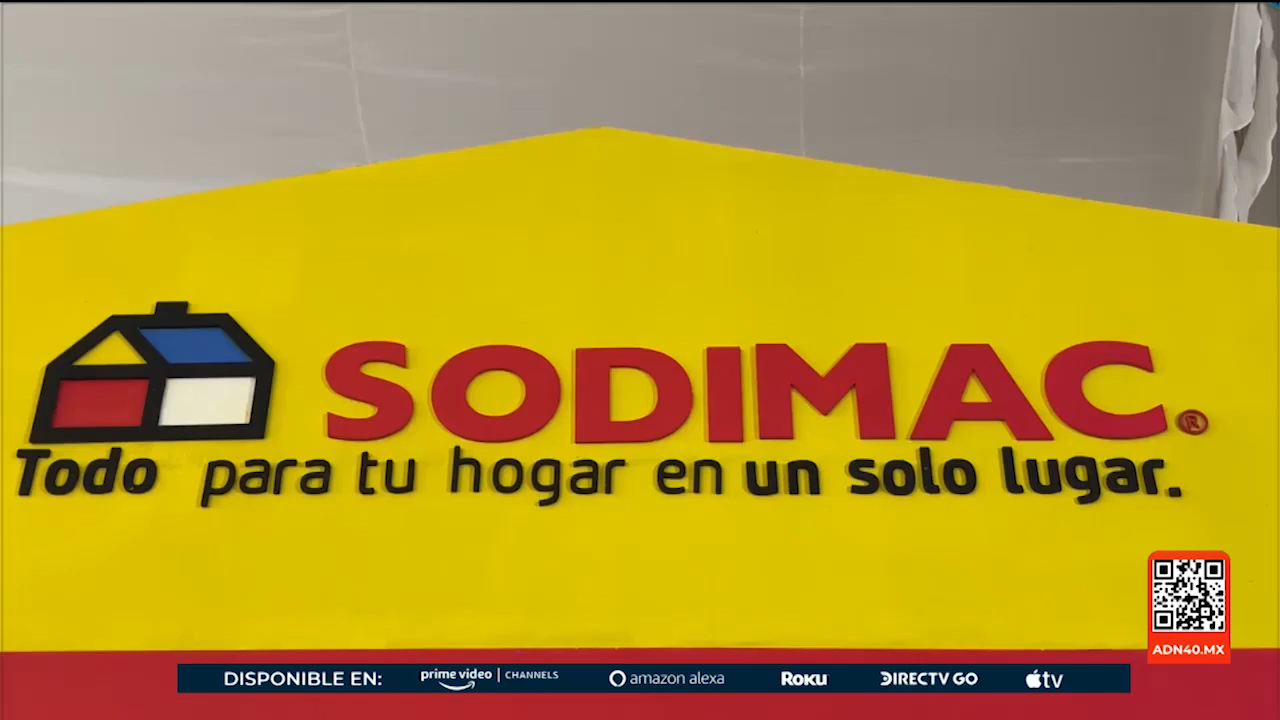 SODIMAC®
Todo para tu hogar en un solo lugar.
ADN40.MX
DISPONIBLE EN: prime video | CHANNELS amazon alexa ROKU DIRECTV GO tv